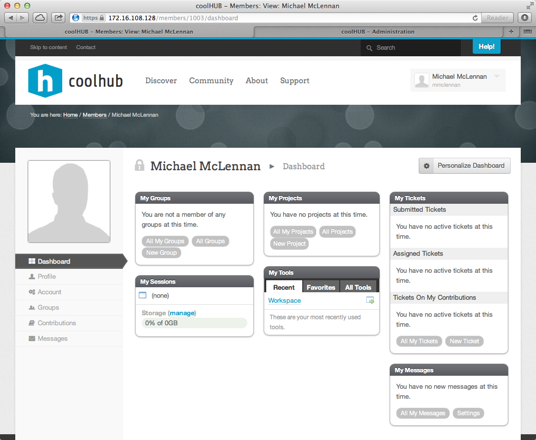 coolHUB – Members: View: Michael McLennan
https 172.16.108.128/members/1003/dashboard
Reader
coolHUB – Members: View: Michael McLennan
coolHUB – Administration
Skip to content
Contact
Search
Help!
h coolhub
Discover
Community
About
Support
Michael McLennan
mmclennan
You are here: Home / Members / Michael McLennan
Michael McLennan
Dashboard
Personalize Dashboard
Dashboard
Profile
Account
Groups
Contributions
Messages
My Groups
You are not a member of any
groups at this time.
All My Groups
All Groups
New Group
My Sessions
(none)
Storage (manage)
0% of 0GB
My Projects
You have no projects at this time.
All My Projects
All Projects
New Project
My Tools
Recent
Favorites
All Tools
Workspace
These are your most recently used
tools.
My Tickets
Submitted Tickets
You have no active tickets at this
time.
Assigned Tickets
You have no active tickets at this
time.
Tickets On My Contributions
You have no active tickets at this
time.
All My Tickets
New Ticket
My Messages
You have no new messages at this
time.
All My Messages
Settings